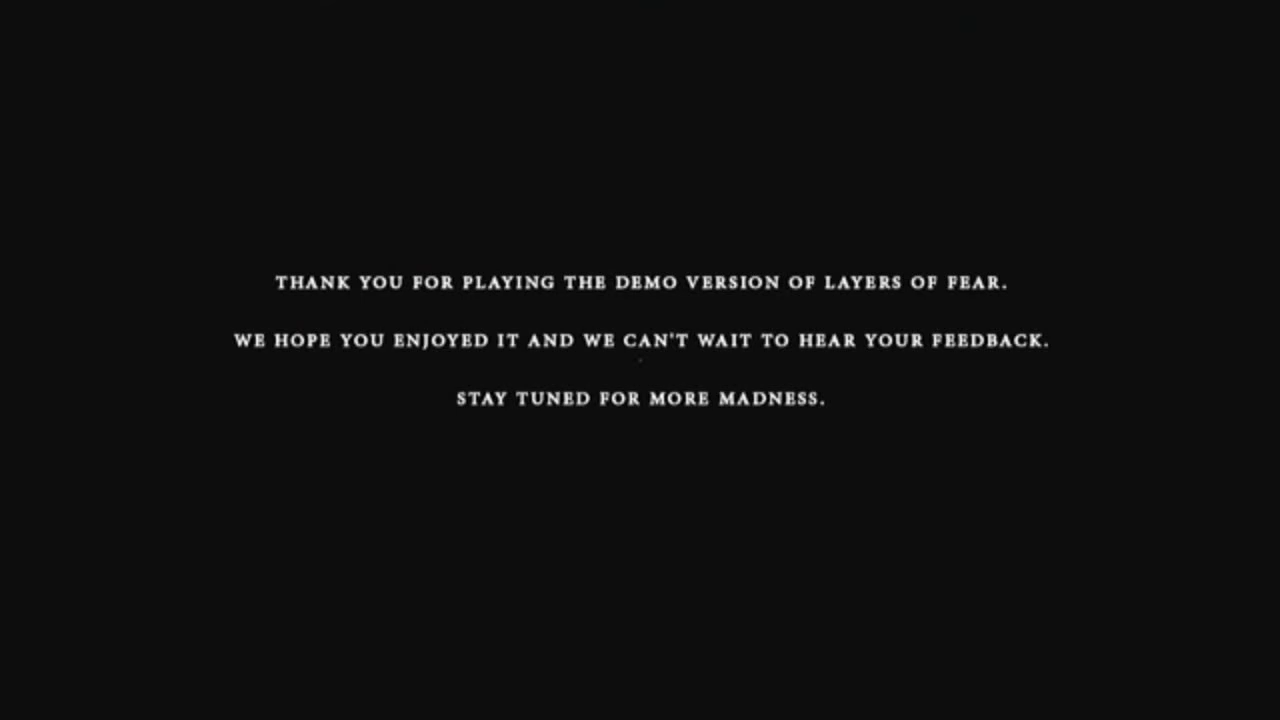 THANK YOU FOR PLAYING THE DEMO VERSION OF LAYERS OF FEAR.
WE HOPE YOU ENJOYED IT AND WE CAN'T WAIT TO HEAR YOUR FEEDBACK.
STAY TUNED FOR MORE MADNESS.